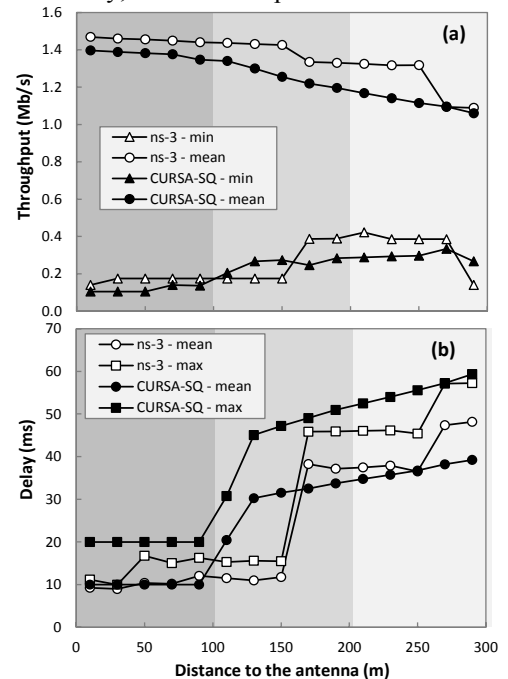 (a)
1.6
1.4
1.2
1.0
0.8
0.6
0.4
0.2
0.0
Throughput (Mb/s)
ns-3 - min
ns-3 - mean
CURSA-SQ - min
CURSA-SQ - mean
(b)
70
60
50
40
30
20
10
0
Delay (ms)
ns-3 - mean
ns-3 - max
CURSA-SQ - mean
CURSA-SQ - max
0 50 100 150 200 250 300
Distance to the antenna (m)